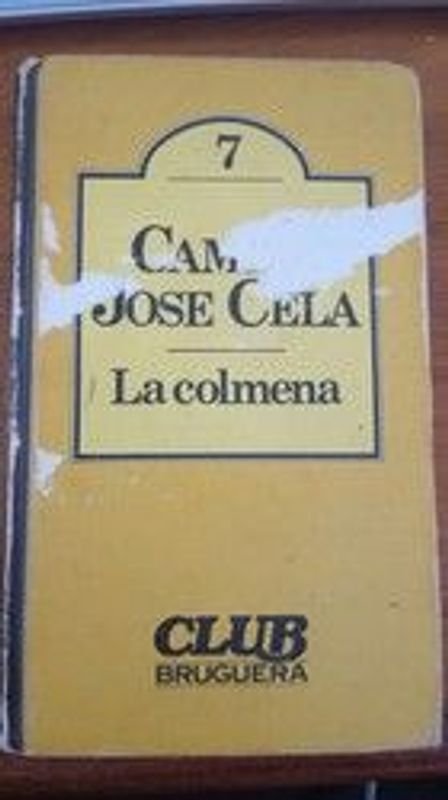 7
CAM
JOSE CELA
La colmena
CLUB
BRUGUERA